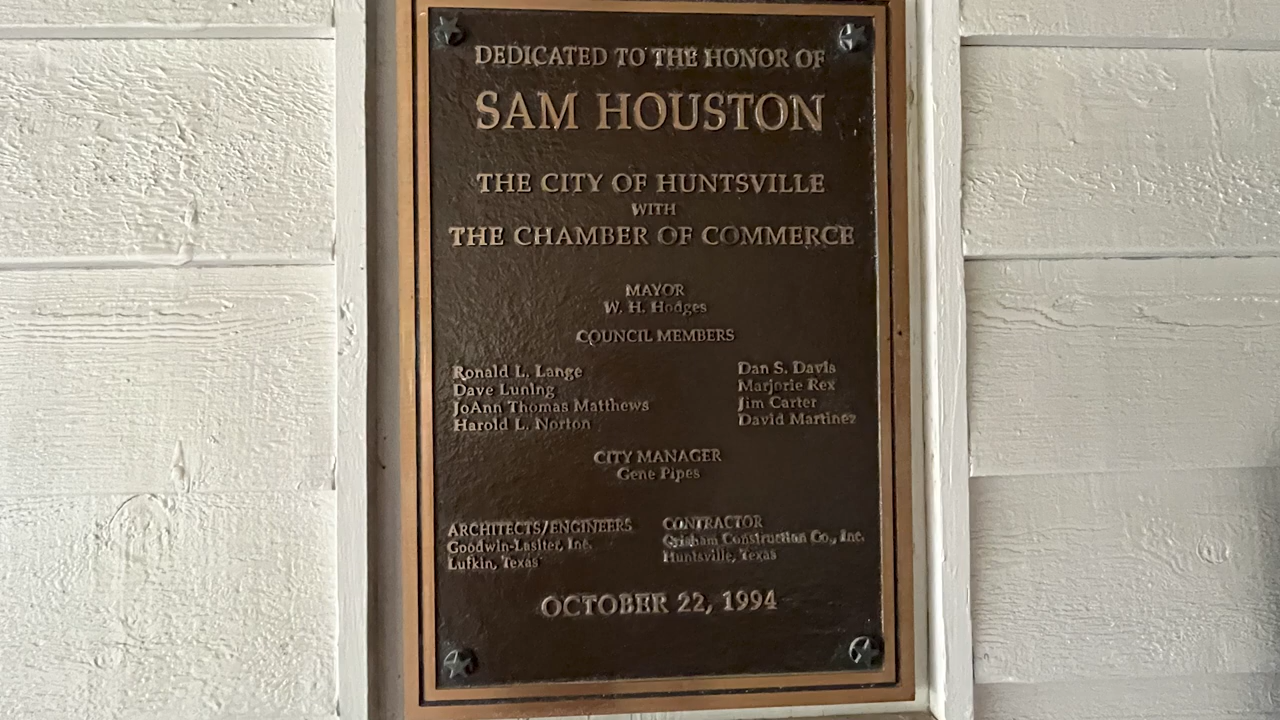 DEDICATED TO THE HONOR OF
SAM HOUSTON
THE CITY OF HUNTSVILLE
WITH
THE CHAMBER OF COMMERCE
MAYOR
W. H. Hodges
COUNCIL MEMBERS
Ronald L. Lange
Dave Luning
JoAnn Thomas Matthews
Harold L. Norton
Dan S. Davis
Marjorie Rex
Jim Carter
David Martinez
CITY MANAGER
Gene Pipes
ARCHITECTS/ENGINEERS
Goodwin-Lasiter, Inc.
Lufkin, Texas
CONTRACTOR
Grisham Construction Co., Inc.
Huntsville, Texas
OCTOBER 22, 1994